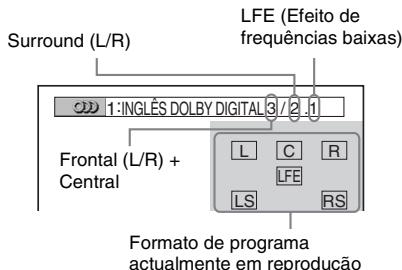 LFE (Efeito de
frequências baixas)
Surround (L/R)
1:INGLÊS DOLBY DIGITAL 3 / 2 .1
Frontal (L/R) +
Central
L C R
LFE
LS RS
Formato de programa
actualmente em reprodução